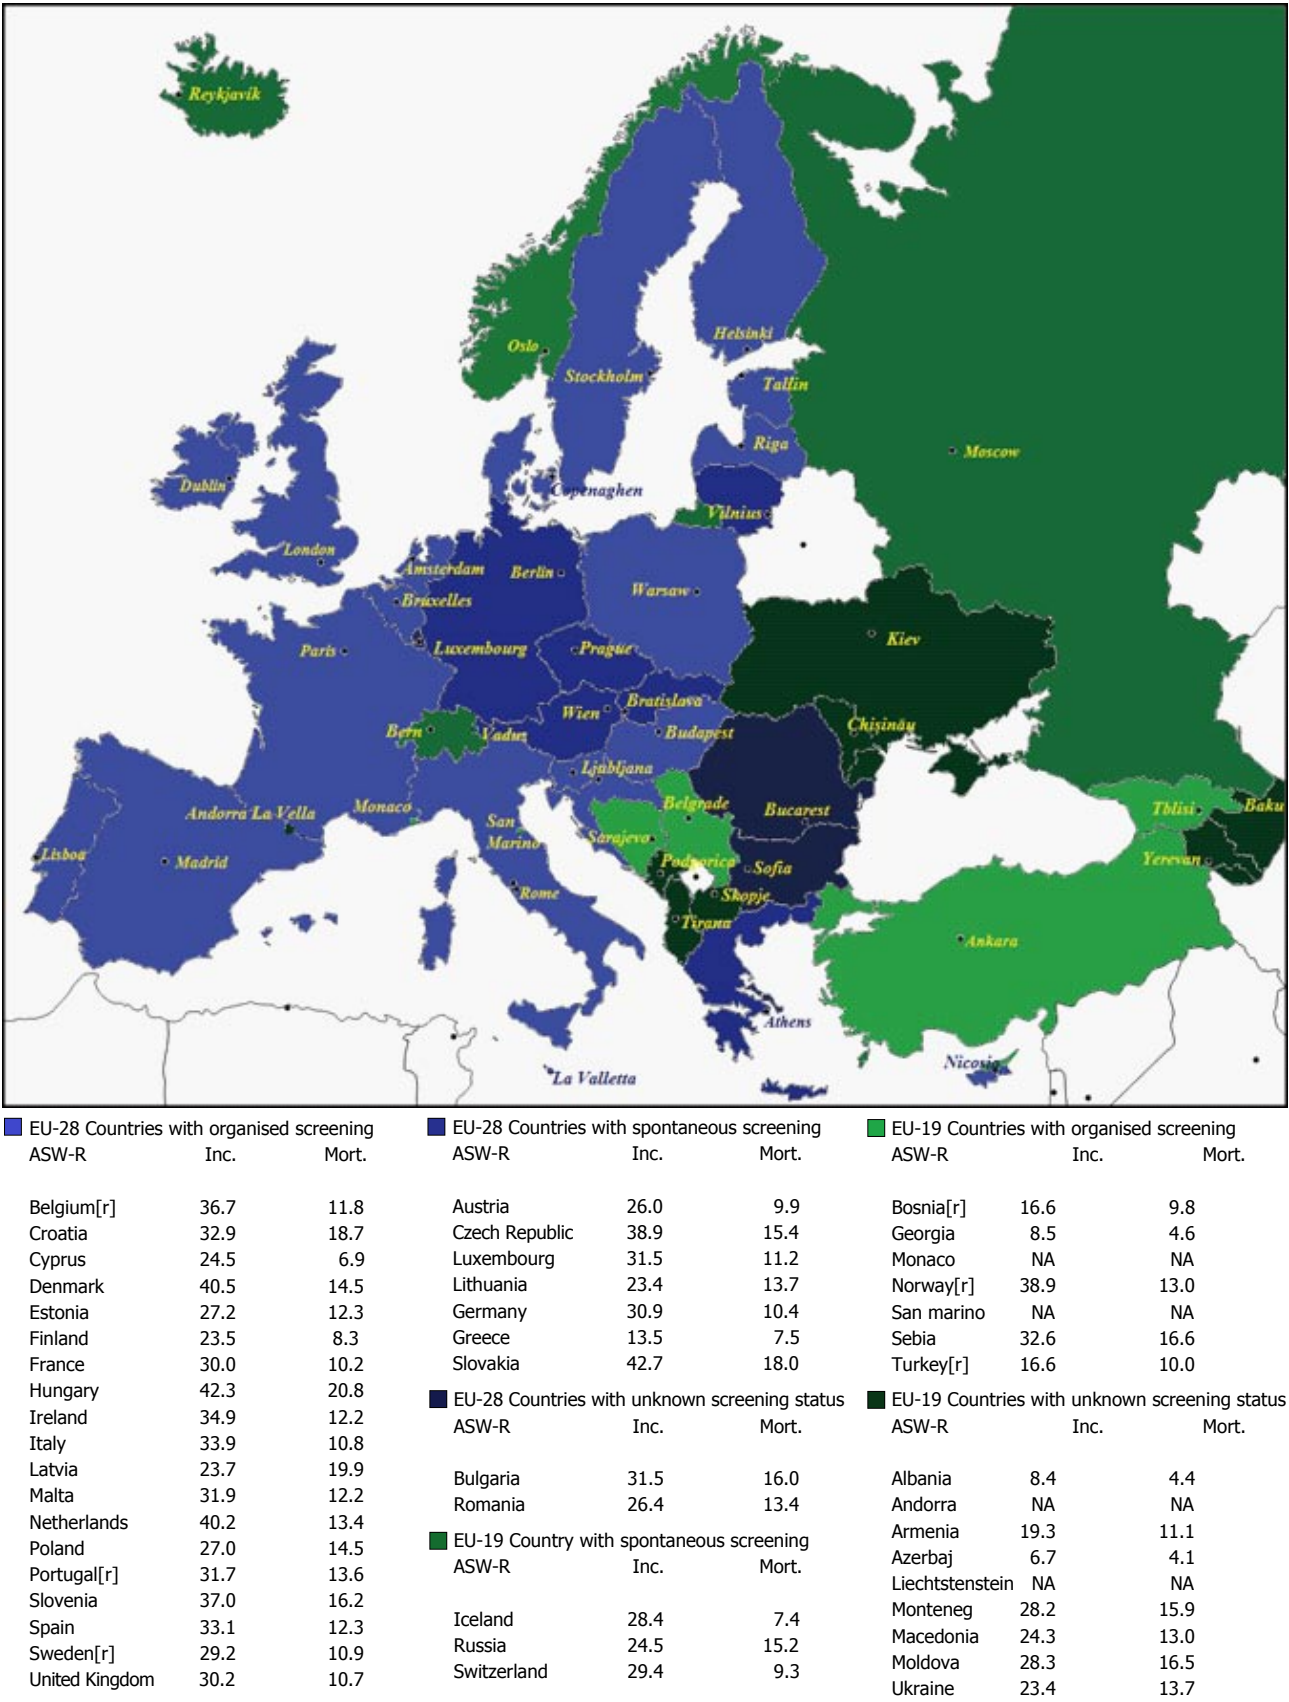 Reykjavík
Oslo
Helsinki
Stockholm
Tallin
Riga
Moscow
Dublin
Copenaghen
Vilnius
London
Amsterdam
Berlin
Warsaw
Bruxelles
Kiev
Paris
Luxembourg
Prague
Bratislava
Wien
Chisinău
Bern
Vaduz
Budapest
Ljubljana
Andorra La Vella
Monaco
Belgrade
Bucarest
Tblisi
Baku
San
Marino
Sarajevo
Lisboa
Madrid
Podgorica
Sofia
Yerevan
Rome
Skopje
Tirana
Ankara
Athens
Nicosia
La Valletta
EU-28 Countries with organised screening
ASW-R Inc. Mort.
Belgium[r] 36.7 11.8
Croatia 32.9 18.7
Cyprus 24.5 6.9
Denmark 40.5 14.5
Estonia 27.2 12.3
Finland 23.5 8.3
France 30.0 10.2
Hungary 42.3 20.8
Ireland 34.9 12.2
Italy 33.9 10.8
Latvia 23.7 19.9
Malta 31.9 12.2
Netherlands 40.2 13.4
Poland 27.0 14.5
Portugal[r] 31.7 13.6
Slovenia 37.0 16.2
Spain 33.1 12.3
Sweden[r] 29.2 10.9
United Kingdom 30.2 10.7
EU-28 Countries with spontaneous screening
ASW-R Inc. Mort.
Austria 26.0 9.9
Czech Republic 38.9 15.4
Luxembourg 31.5 11.2
Lithuania 23.4 13.7
Germany 30.9 10.4
Greece 13.5 7.5
Slovakia 42.7 18.0
EU-28 Countries with unknown screening status
ASW-R Inc. Mort.
Bulgaria 31.5 16.0
Romania 26.4 13.4
EU-19 Country with spontaneous screening
ASW-R Inc. Mort.
Iceland 28.4 7.4
Russia 24.5 15.2
Switzerland 29.4 9.3
EU-19 Countries with organised screening
ASW-R Inc. Mort.
Bosnia[r] 16.6 9.8
Georgia 8.5 4.6
Monaco NA NA
Norway[r] 38.9 13.0
San marino NA NA
Sebia 32.6 16.6
Turkey[r] 16.6 10.0
EU-19 Countries with unknown screening status
ASW-R Inc. Mort.
Albania 8.4 4.4
Andorra NA NA
Armenia 19.3 11.1
Azerbaj 6.7 4.1
Liechtstenstein NA NA
Monteneg 28.2 15.9
Macedonia 24.3 13.0
Moldova 28.3 16.5
Ukraine 23.4 13.7